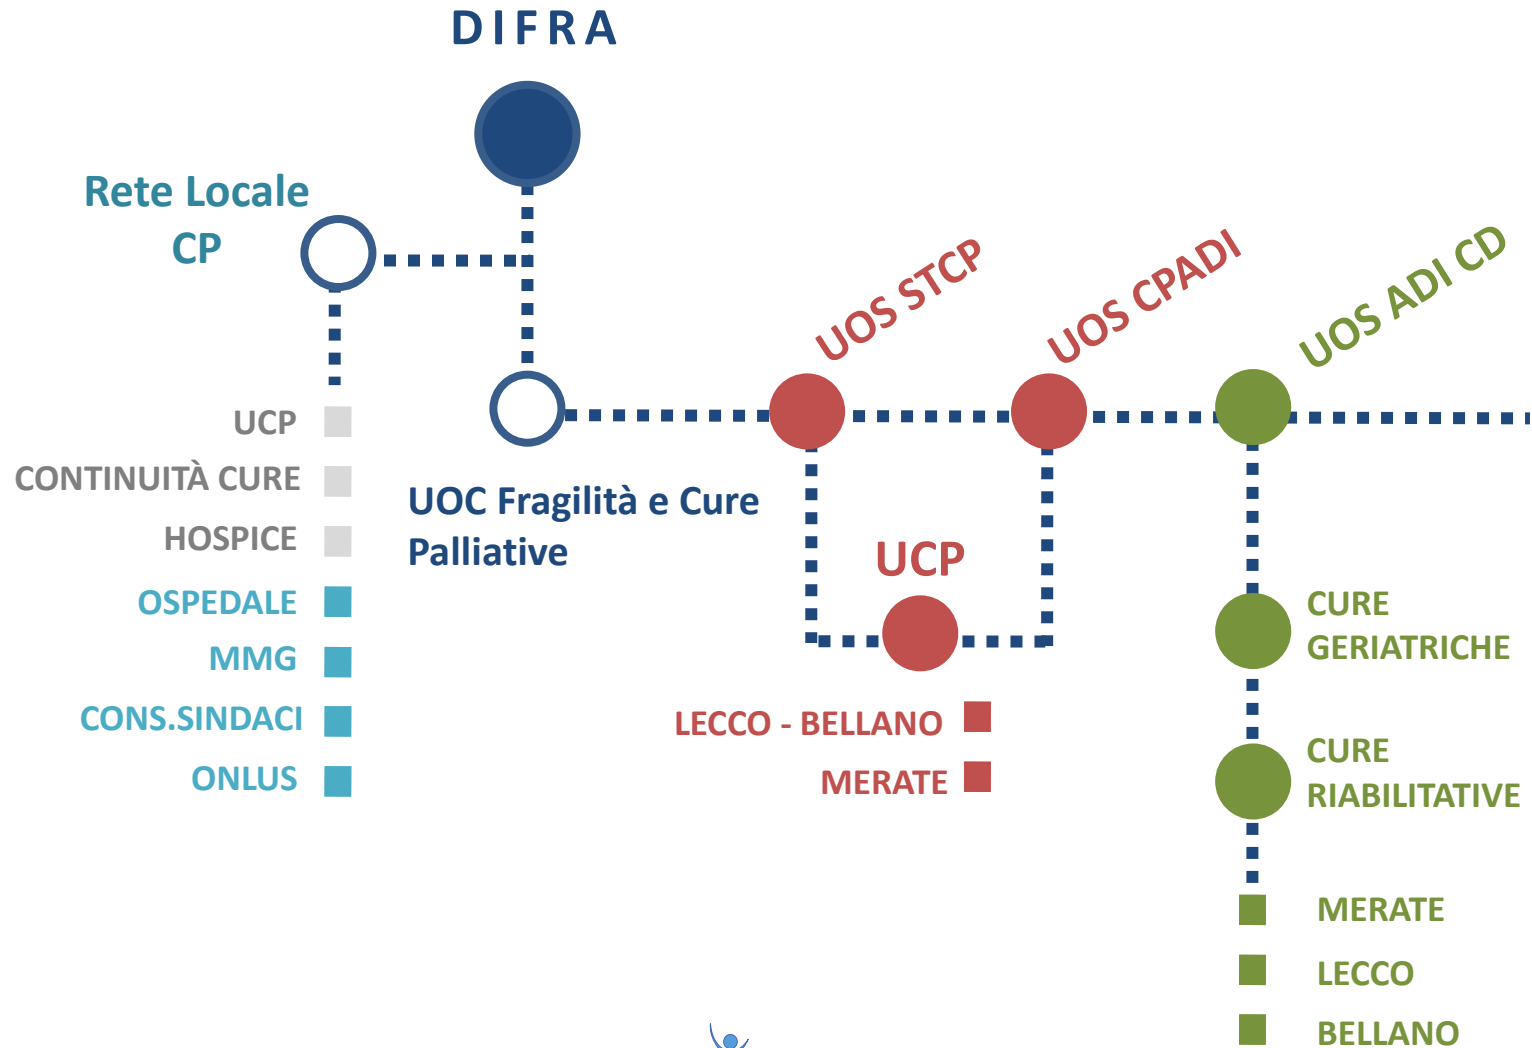 DIFRA
Rete Locale
CP
UOS STCP
UOS CPADI
UOS ADI CD
UCP
CONTINUITÀ CURE
HOSPICE
OSPEDALE
MMG
CONS.SINDACI
ONLUS
UOC Fragilità e Cure
Palliative
UCP
LECCO - BELLANO
MERATE
CURE
GERIATRICHE
CURE
RIABILITATIVE
MERATE
LECCO
BELLANO